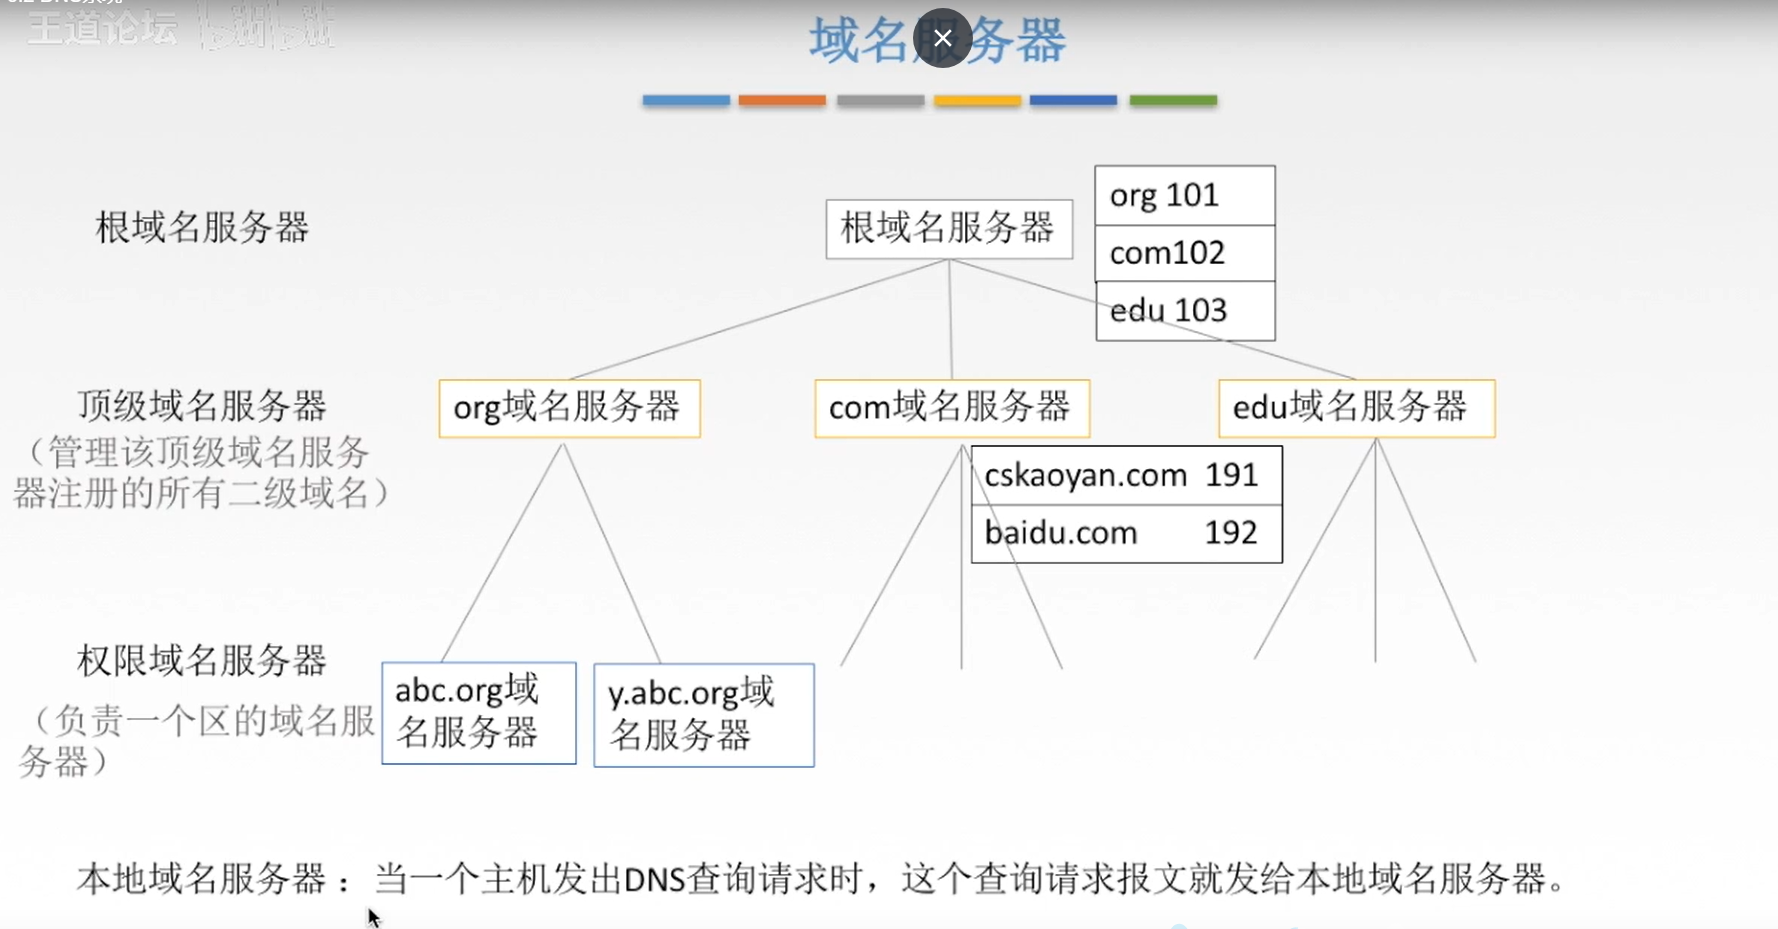 王道论坛 bilibili
域名服务器
根域名服务器
根域名服务器
org 101
com102
edu 103
顶级域名服务器
（管理该顶级域名服务
器注册的所有二级域名）
org域名服务器
com域名服务器
edu域名服务器
cskaoyan.com 191
baidu.com 192
权限域名服务器
（负责一个区的域名服
务器）
abc.org域
名服务器
y.abc.org域
名服务器
本地域名服务器：当一个主机发出DNS查询请求时，这个查询请求报文就发给本地域名服务器。